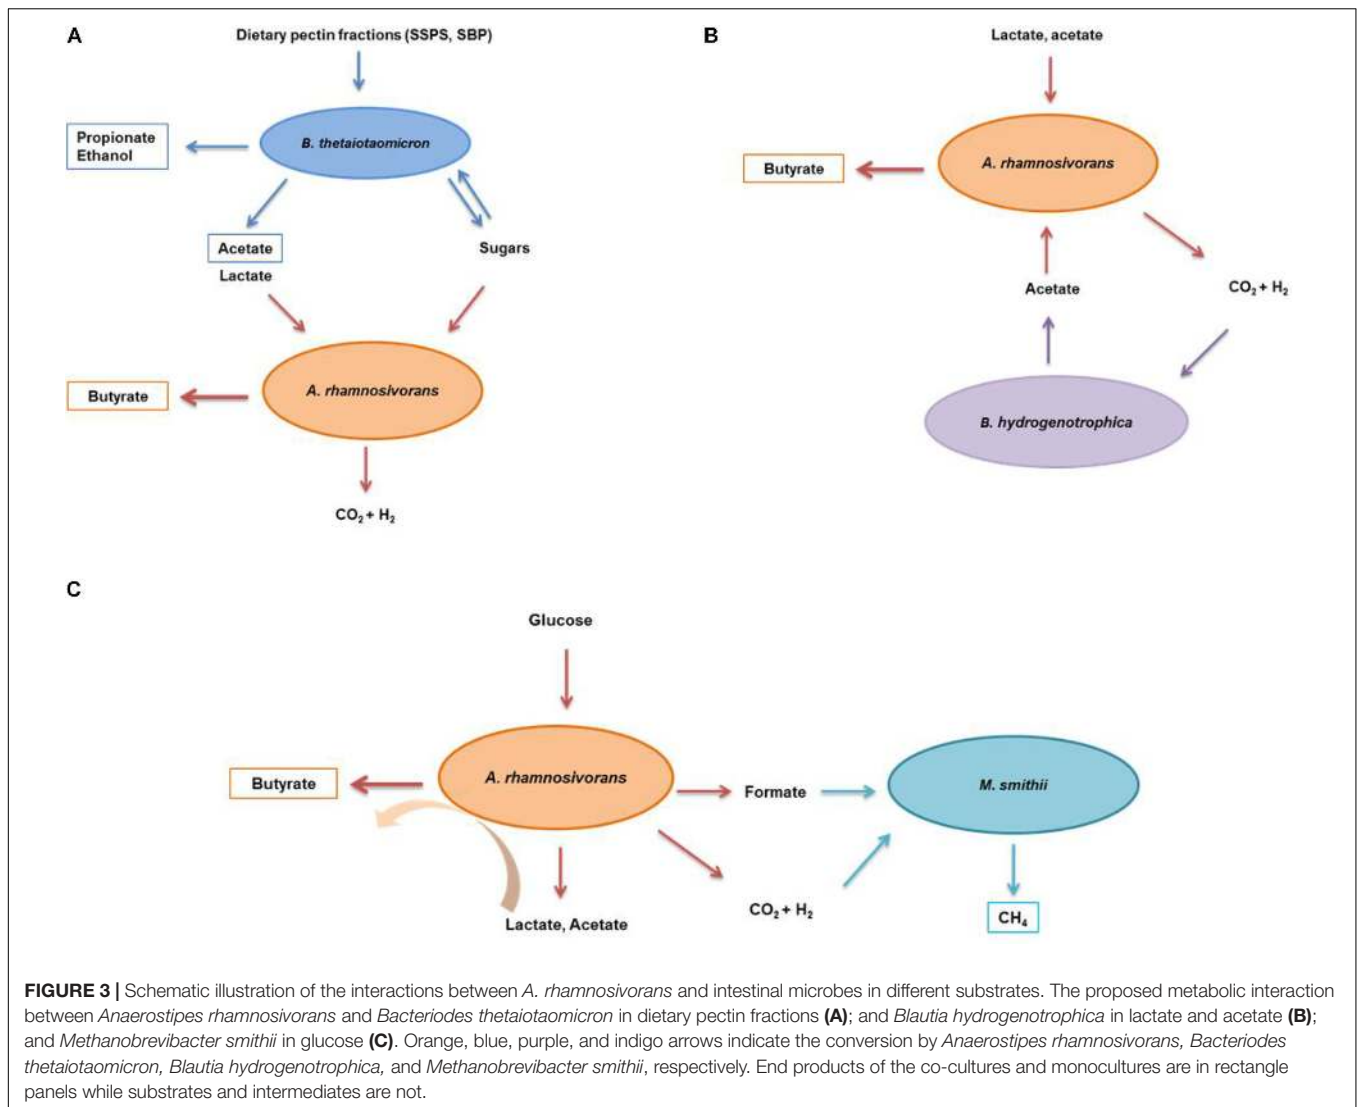 A
Dietary pectin fractions (SSPS, SBP)
Propionate
Ethanol
B. thetaiotaomicron
Acetate
Lactate
Sugars
Butyrate
A. rhamnosivorans
CO₂ + H₂
B
Lactate, acetate
Butyrate
A. rhamnosivorans
Acetate
CO₂ + H₂
B. hydrogenotrophica
C
Glucose
Butyrate
A. rhamnosivorans
Formate
M. smithii
Lactate, Acetate
CO₂ + H₂
CH₄
FIGURE 3 | Schematic illustration of the interactions between A. rhamnosivorans and intestinal microbes in different substrates. The proposed metabolic interaction
between Anaerostipes rhamnosivorans and Bacteriodes thetaiotaomicron in dietary pectin fractions (A); and Blautia hydrogenotrophica in lactate and acetate (B);
and Methanobrevibacter smithii in glucose (C). Orange, blue, purple, and indigo arrows indicate the conversion by Anaerostipes rhamnosivorans, Bacteriodes
thetaiotaomicron, Blautia hydrogenotrophica, and Methanobrevibacter smithii, respectively. End products of the co-cultures and monocultures are in rectangle
panels while substrates and intermediates are not.